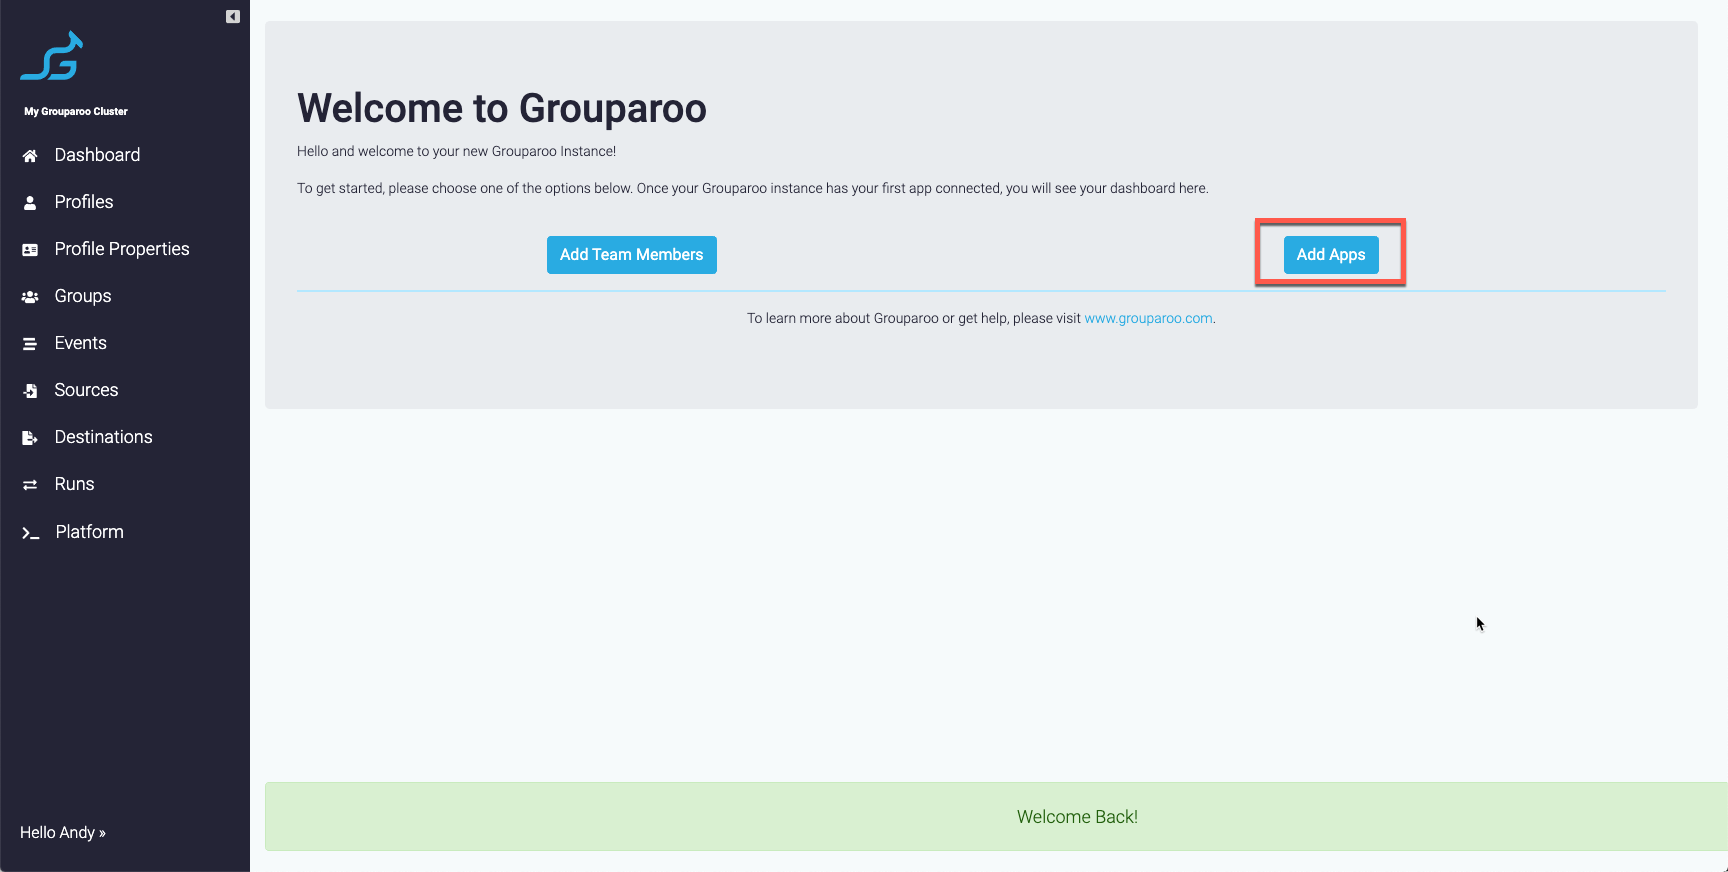 My Grouparoo Cluster
Dashboard
Profiles
Profile Properties
Groups
Events
Sources
Destinations
Runs
Platform
Hello Andy »
Welcome to Grouparoo
Hello and welcome to your new Grouparoo Instance!
To get started, please choose one of the options below. Once your Grouparoo instance has your first app connected, you will see your dashboard here.
Add Team Members
Add Apps
To learn more about Grouparoo or get help, please visit www.grouparoo.com.
Welcome Back!